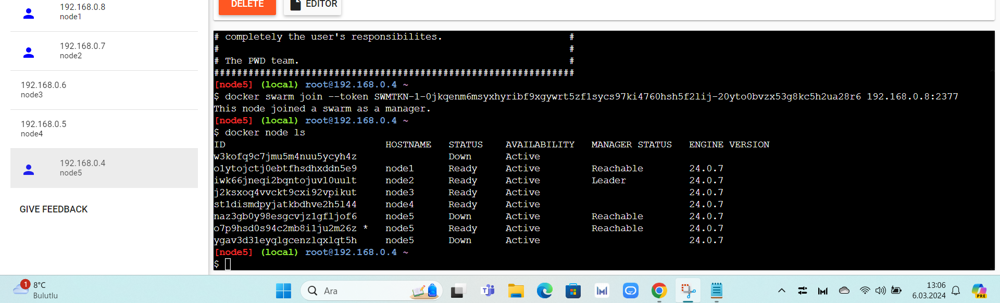 192.168.0.8
node1
192.168.0.7
node2
192.168.0.6
node3
192.168.0.5
node4
192.168.0.4
node5
GIVE FEEDBACK
DELETE
EDITOR
# completely the user's responsibilites. #
# #
# The PWD team. #
###############################################################
[node5] (local) root@192.168.0.4 ~
$ docker swarm join --token SWMTKN-1-0jkqenm6msyxhyribf9xgywrt5zf1sycs97ki4760hsh5f2lij-20yto0bvzx53g8kc5h2ua28r6 192.168.0.8:2377
This node joined a swarm as a manager.
[node5] (local) root@192.168.0.4 ~
$ docker node ls
ID HOSTNAME STATUS AVAILABILITY MANAGER STATUS ENGINE VERSION
w3kofq9c7jmu5m4nuu5ycyh4z Down Active
o1ytojctj0ebtfhsdhxddn5e9 node1 Ready Active Reachable 24.0.7
iwk66jneqi2bqntojuvl0uult node2 Ready Active Leader 24.0.7
j2ksxoq4vvckt9cxi92vpikut node3 Ready Active 24.0.7
st1dismdpyjatkbdhve2h5l44 node4 Ready Active 24.0.7
naz3gb0y98esgcvjz1gfljof6 node5 Down Active Reachable 24.0.7
o7p9hsd0s94c2mb8i1ju2m26z * node5 Ready Active Reachable 24.0.7
ygav3d31eyqlgcenzlqxlqt5h node5 Down Active 24.0.7
[node5] (local) root@192.168.0.4 ~
$
1
8°C
Bulutlu
Ara
13:06
6.03.2024
PRE